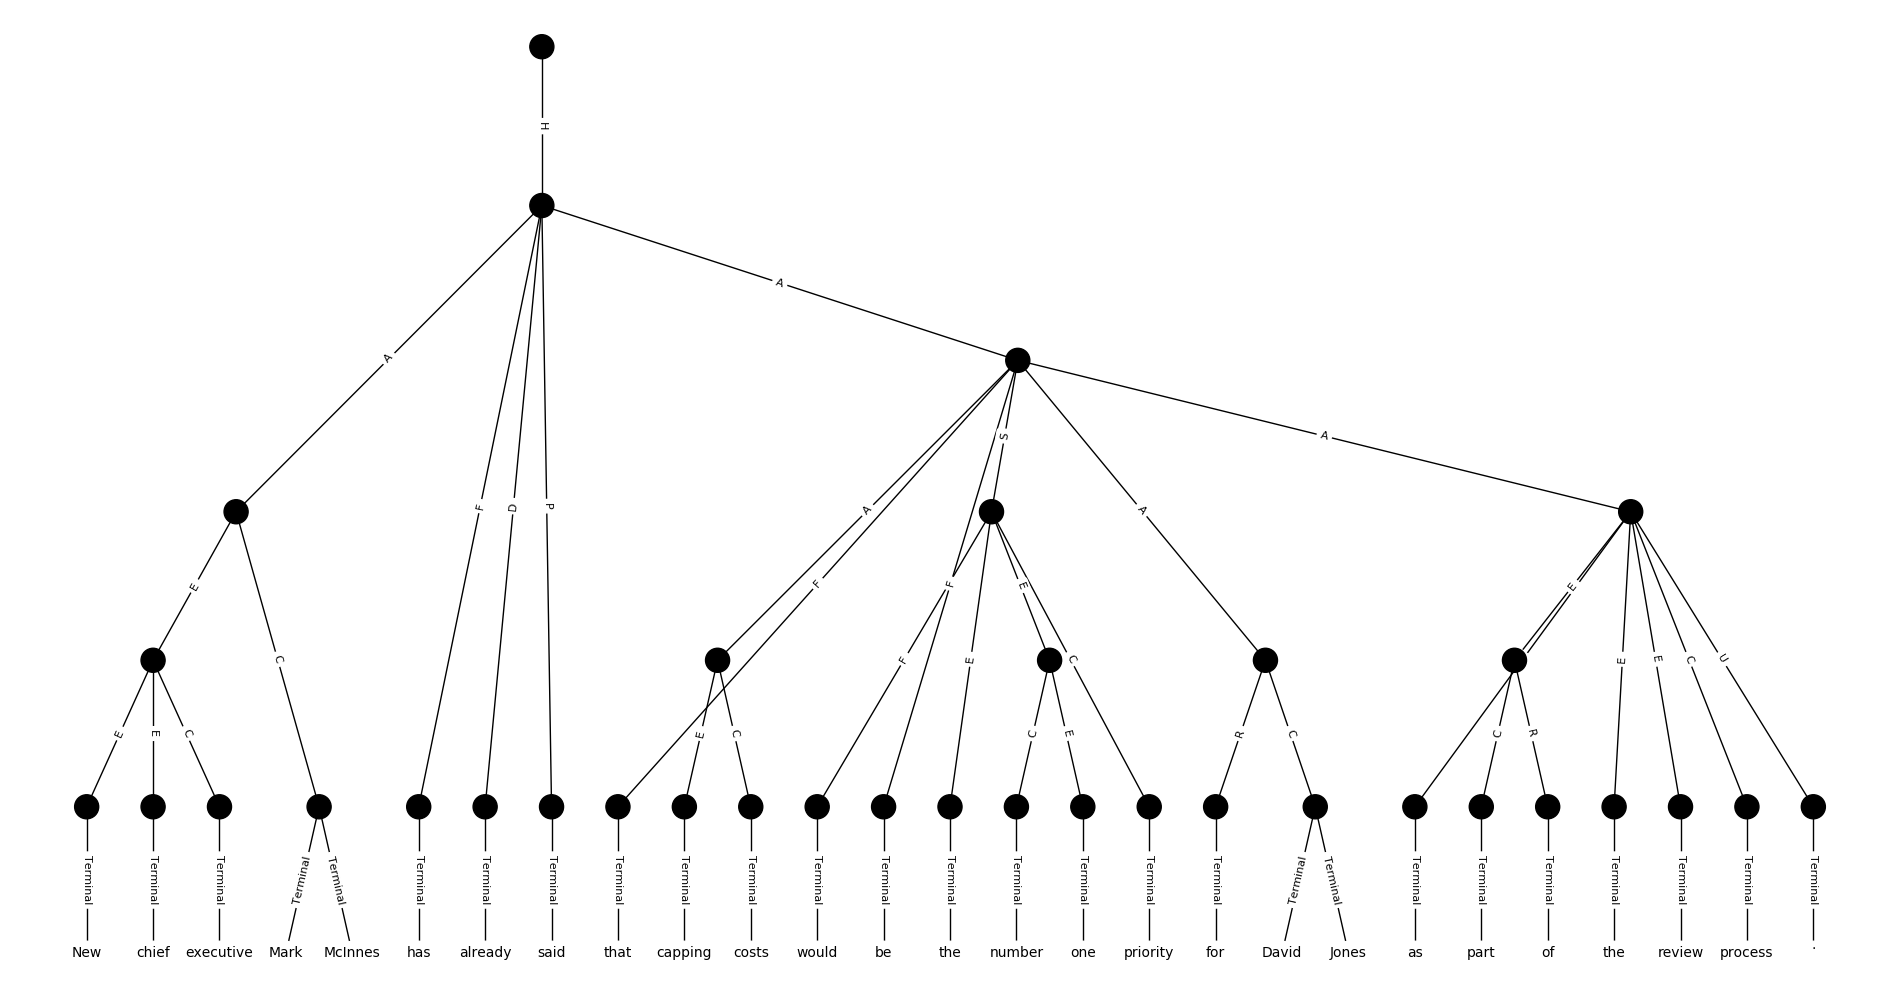 H
A
A
A
F
D
P
S
A
F
A
E
F
E
E
C
F
E
C
E
E
C
U
E
E
C
E
C
C
E
R
C
C
R
Terminal Terminal Terminal Terminal Terminal Terminal Terminal Terminal Terminal Terminal Terminal Terminal Terminal Terminal Terminal Terminal Terminal Terminal Terminal Terminal Terminal Terminal Terminal Terminal Terminal Terminal Terminal
New chief executive Mark McInnes has already said that capping costs would be the number one priority for David Jones as part of the review process .